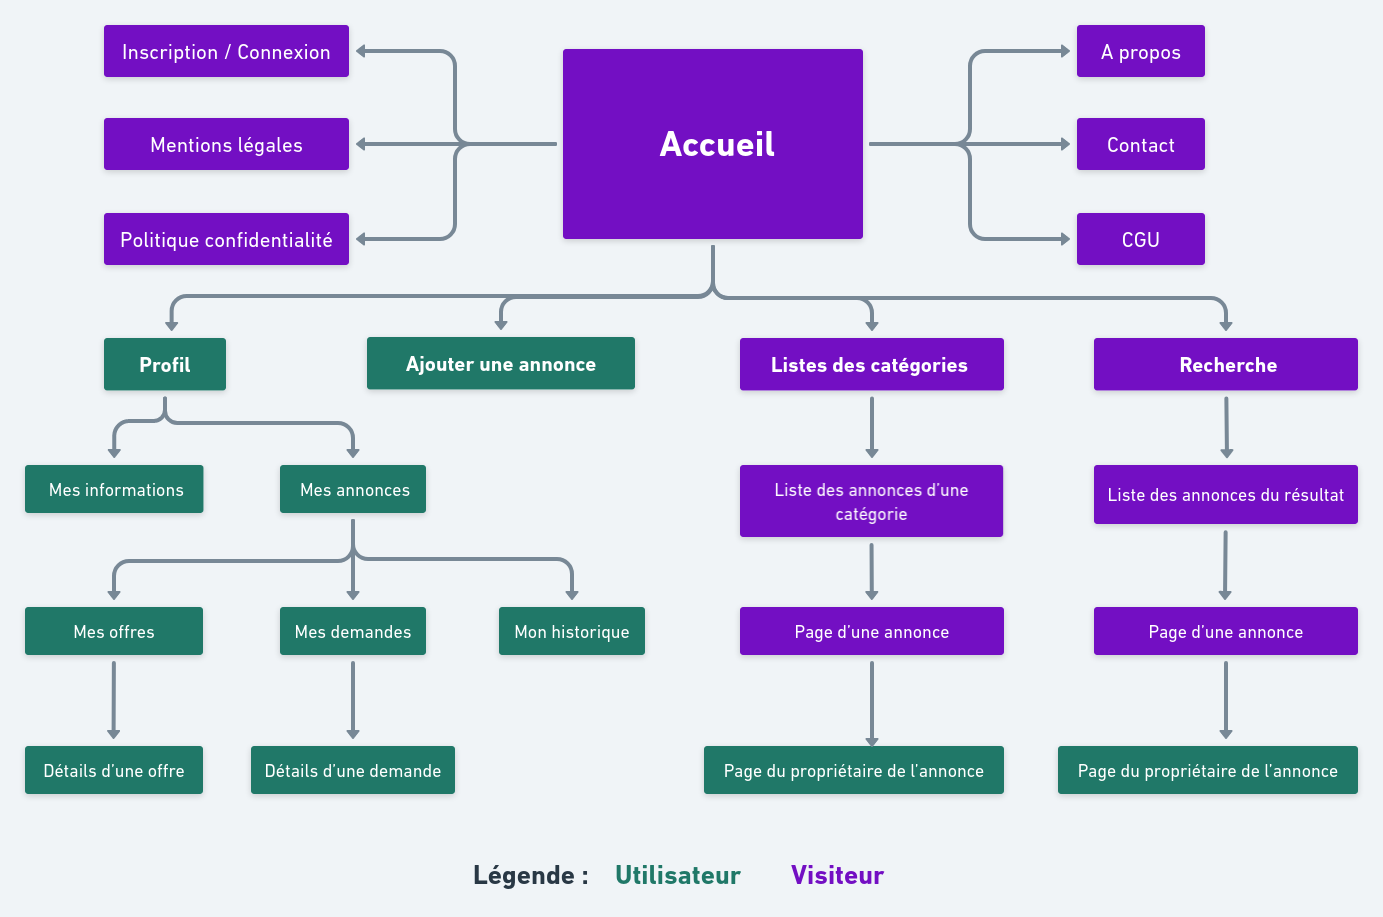 Inscription / Connexion
Mentions légales
Politique confidentialité
Accueil
A propos
Contact
CGU
Profil
Ajouter une annonce
Listes des catégories
Recherche
Mes informations
Mes annonces
Liste des annonces d’une
catégorie
Liste des annonces du résultat
Mes offres
Mes demandes
Mon historique
Page d’une annonce
Page d’une annonce
Détails d’une offre
Détails d’une demande
Page du propriétaire de l’annonce
Page du propriétaire de l’annonce
Légende : Utilisateur Visiteur